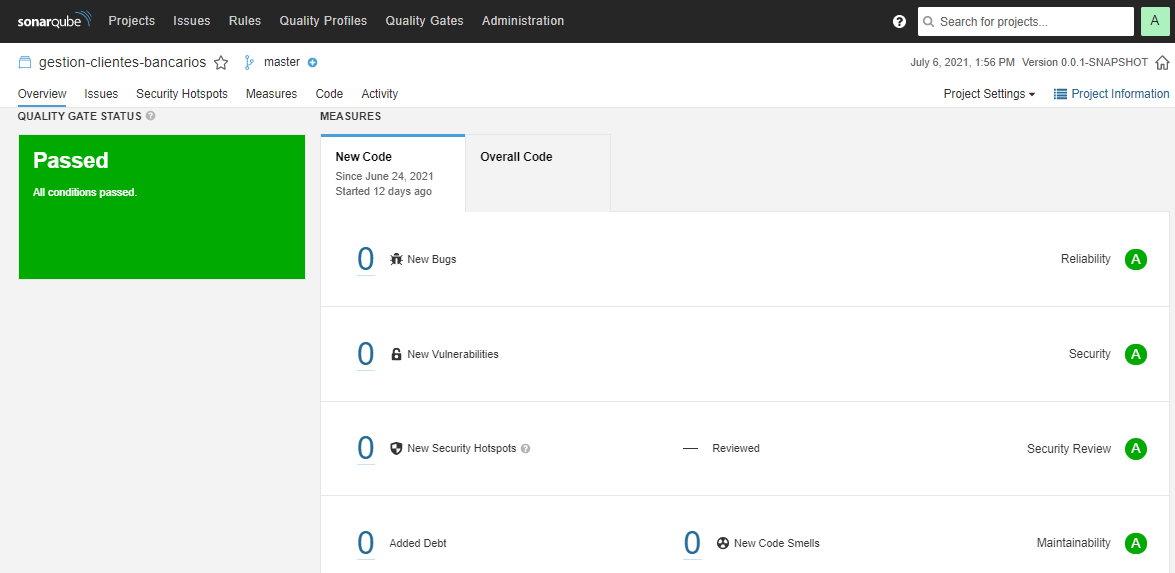 sonarqube Projects Issues Rules Quality Profiles Quality Gates Administration ? Search for projects... A
gestion-clientes-bancarios master July 6, 2021, 1:56 PM Version 0.0.1-SNAPSHOT
Overview Issues Security Hotspots Measures Code Activity Project Settings Project Information
QUALITY GATE STATUS ? MEASURES
Passed
All conditions passed.
New Code Overall Code
Since June 24, 2021
Started 12 days ago
0 New Bugs Reliability A
0 New Vulnerabilities Security A
0 New Security Hotspots ? — Reviewed Security Review A
0 Added Debt 0 New Code Smells Maintainability A